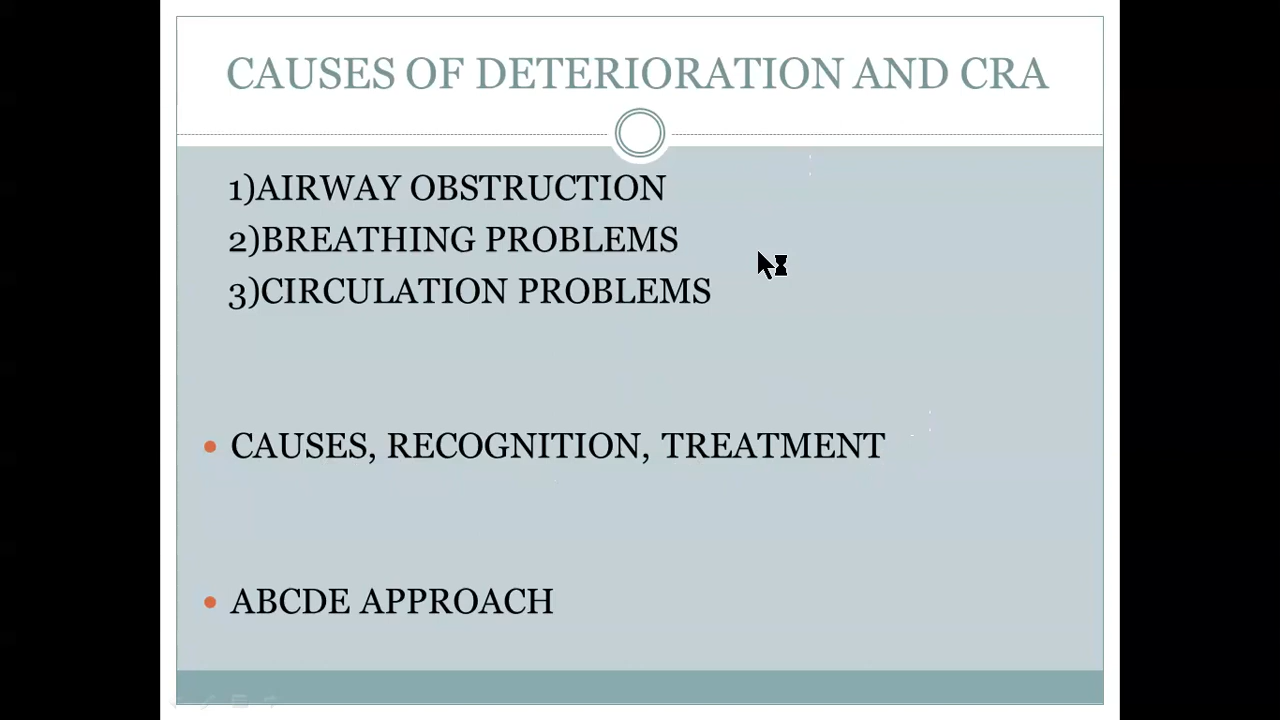 CAUSES OF DETERIORATION AND CRA
1)AIRWAY OBSTRUCTION
2)BREATHING PROBLEMS
3)CIRCULATION PROBLEMS
CAUSES, RECOGNITION, TREATMENT
ABCDE APPROACH